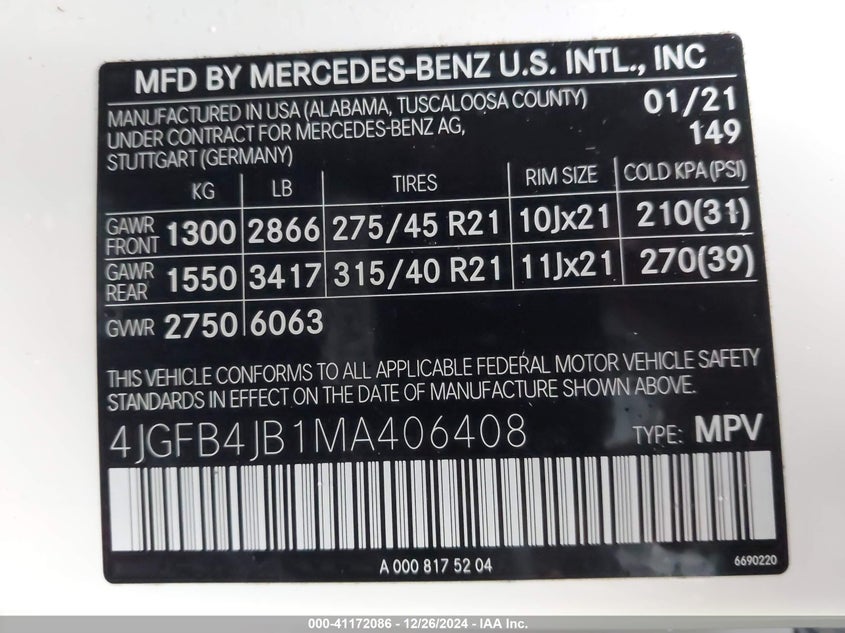 MFD BY MERCEDES-BENZ U.S. INTL., INC
MANUFACTURED IN USA (ALABAMA, TUSCALOOSA COUNTY) 01/21
UNDER CONTRACT FOR MERCEDES-BENZ AG, 149
STUTTGART (GERMANY)
KG LB TIRES RIM SIZE COLD KPA (PSI)
GAWR FRONT 1300 2866 275/45 R21 10Jx21 210(31)
GAWR REAR 1550 3417 315/40 R21 11Jx21 270(39)
GVWR 2750 6063
THIS VEHICLE CONFORMS TO ALL APPLICABLE FEDERAL MOTOR VEHICLE SAFETY
STANDARDS IN EFFECT ON THE DATE OF MANUFACTURE SHOWN ABOVE.
4JGFB4JB1MA406408 TYPE: MPV
A 000 817 52 04 6690220
000-41172086 - 12/26/2024 - IAA Inc.